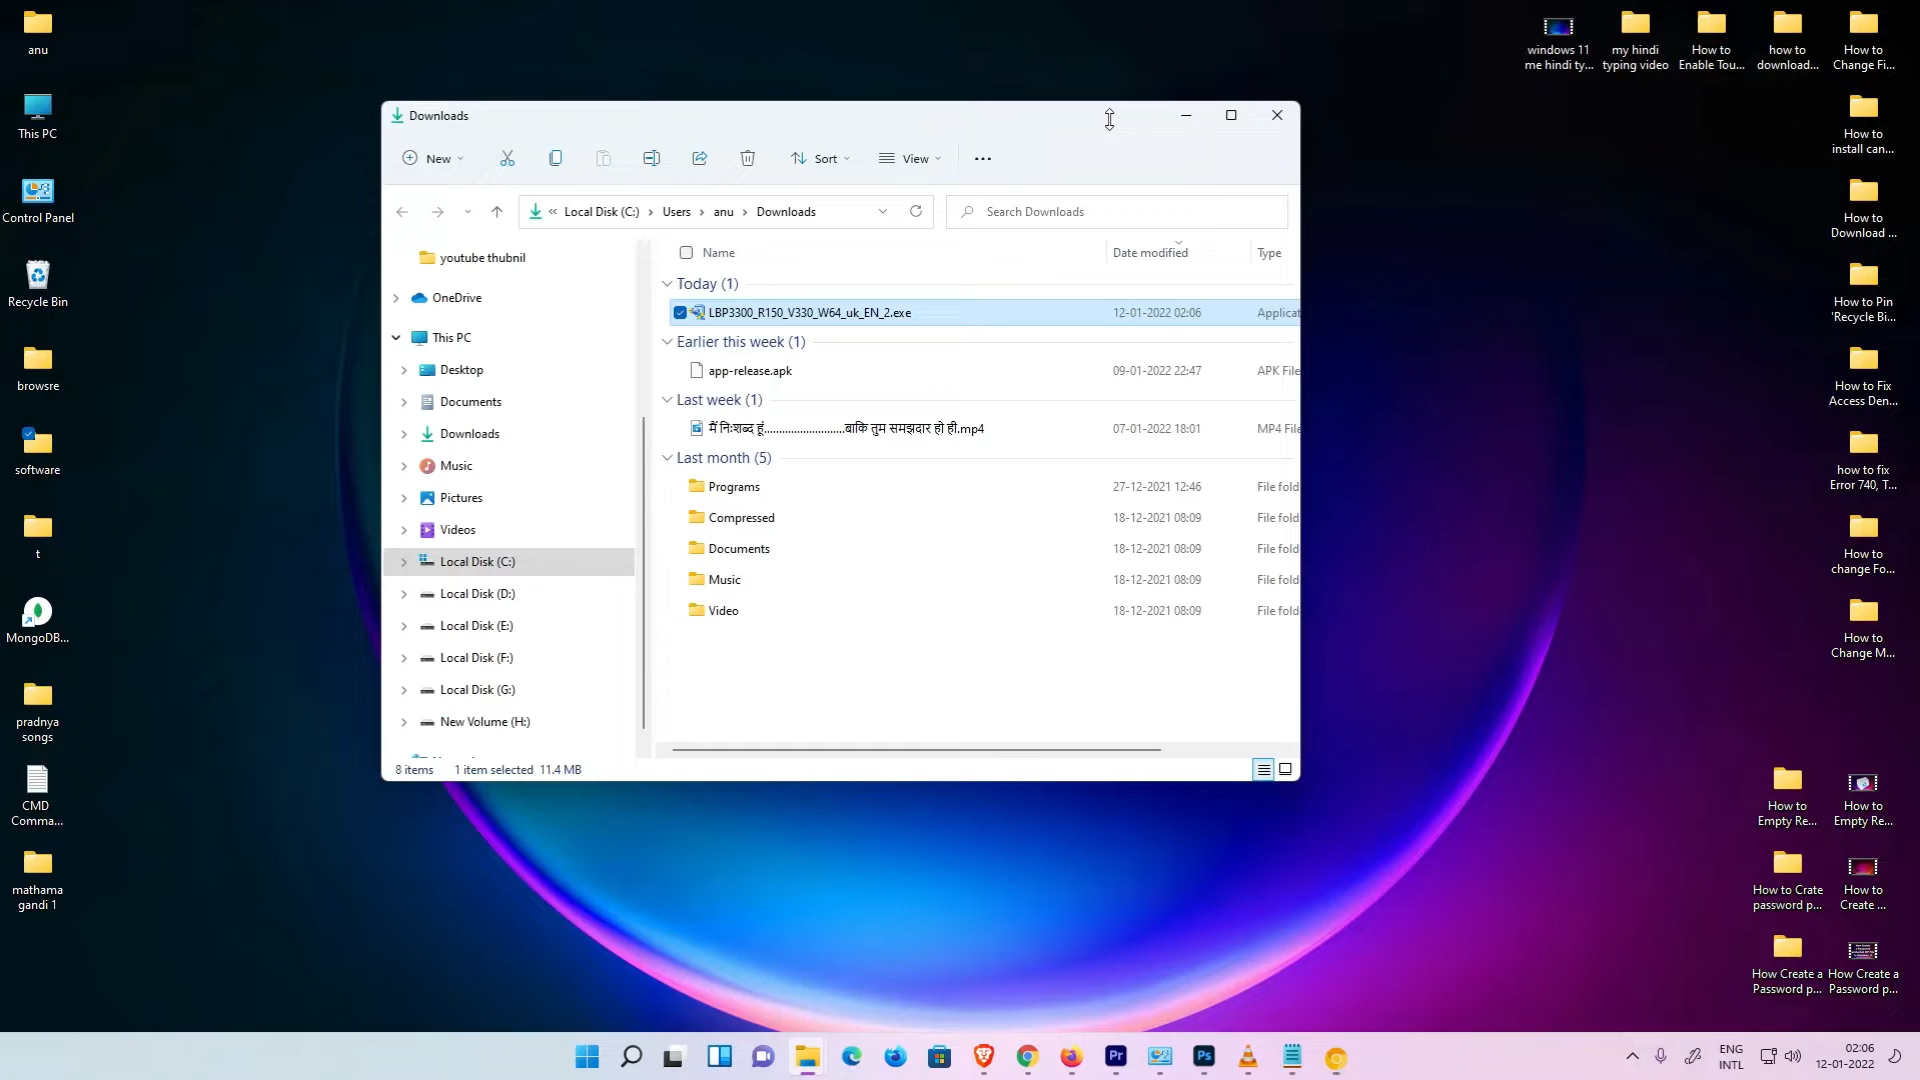 anu
This PC
Control Panel
Recycle Bin
browsre
software
t
MongoDB...
pradnya
songs
CMD
Comma...
mathama
gandi 1
Downloads
New
Sort
View
« Local Disk (C:) > Users > anu > Downloads
Search Downloads
youtube thubnil
OneDrive
This PC
Desktop
Documents
Downloads
Music
Pictures
Videos
Local Disk (C:)
Local Disk (D:)
Local Disk (E:)
Local Disk (F:)
Local Disk (G:)
New Volume (H:)
Name Date modified Type
Today (1)
LBP3300_R150_V330_W64_uk_EN_2.exe 12-01-2022 02:06 Applicat
Earlier this week (1)
app-release.apk 09-01-2022 22:47 APK File
Last week (1)
मैं निःशब्द हूं...........................बाकि तुम समझदार हो ही.mp4 07-01-2022 18:01 MP4 File
Last month (5)
Programs 27-12-2021 12:46 File fold
Compressed 18-12-2021 08:09 File fold
Documents 18-12-2021 08:09 File fold
Music 18-12-2021 08:09 File fold
Video 18-12-2021 08:09 File fold
8 items 1 item selected 11.4 MB
windows 11
me hindi ty...
my hindi
typing video
How to
Enable Tou...
how to
download...
How to
Change Fi...
How to
install can...
How to
Download ...
How to Pin
'Recycle Bi...
How to Fix
Access Den...
how to fix
Error 740, T...
How to
change Fo...
How to
Change M...
How to
Empty Re...
How to
Empty Re...
How to Crate
password p...
How to
Create ...
How Create a
Password p...
How Create a
Password p...
Pr
Ps
ENG
INTL
02:06
12-01-2022